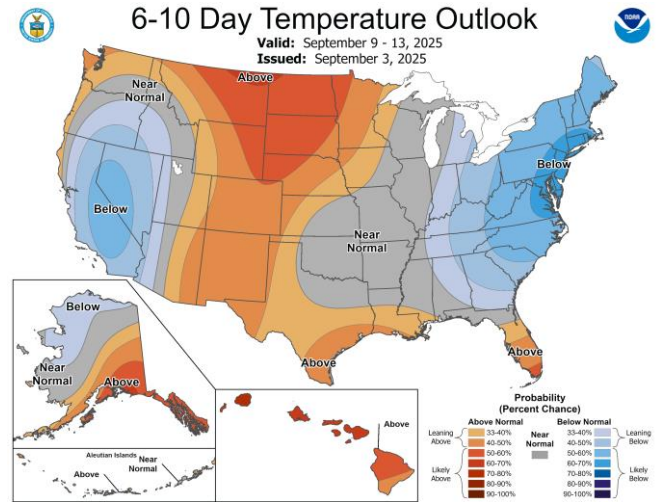 6-10 Day Temperature Outlook
Valid: September 9 - 13, 2025
Issued: September 3, 2025
NOAA
Above
Near
Normal
Below
Below
Near
Normal
Above
Above
Below
Near
Normal
Above
Aleutian Islands
Near
Normal
Above
Above
Probability
(Percent Chance)
Above Normal
Near
Normal
Below Normal
Leaning
Above
33-40%
40-50%
50-60%
60-70%
Likely
Above
70-80%
80-90%
90-100%
33-40%
40-50%
50-60%
60-70%
70-80%
80-90%
90-100%
Leaning
Below
Likely
Below